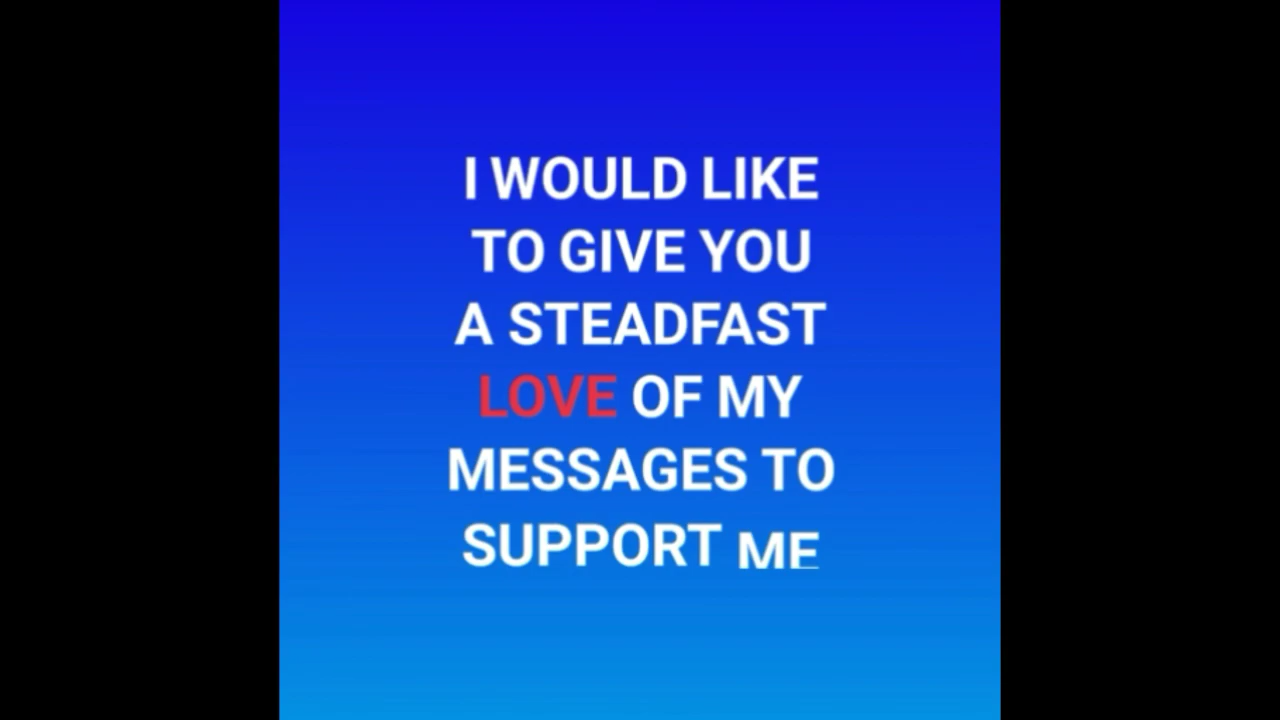 I WOULD LIKE
TO GIVE YOU
A STEADFAST
LOVE OF MY
MESSAGES TO
SUPPORT ME